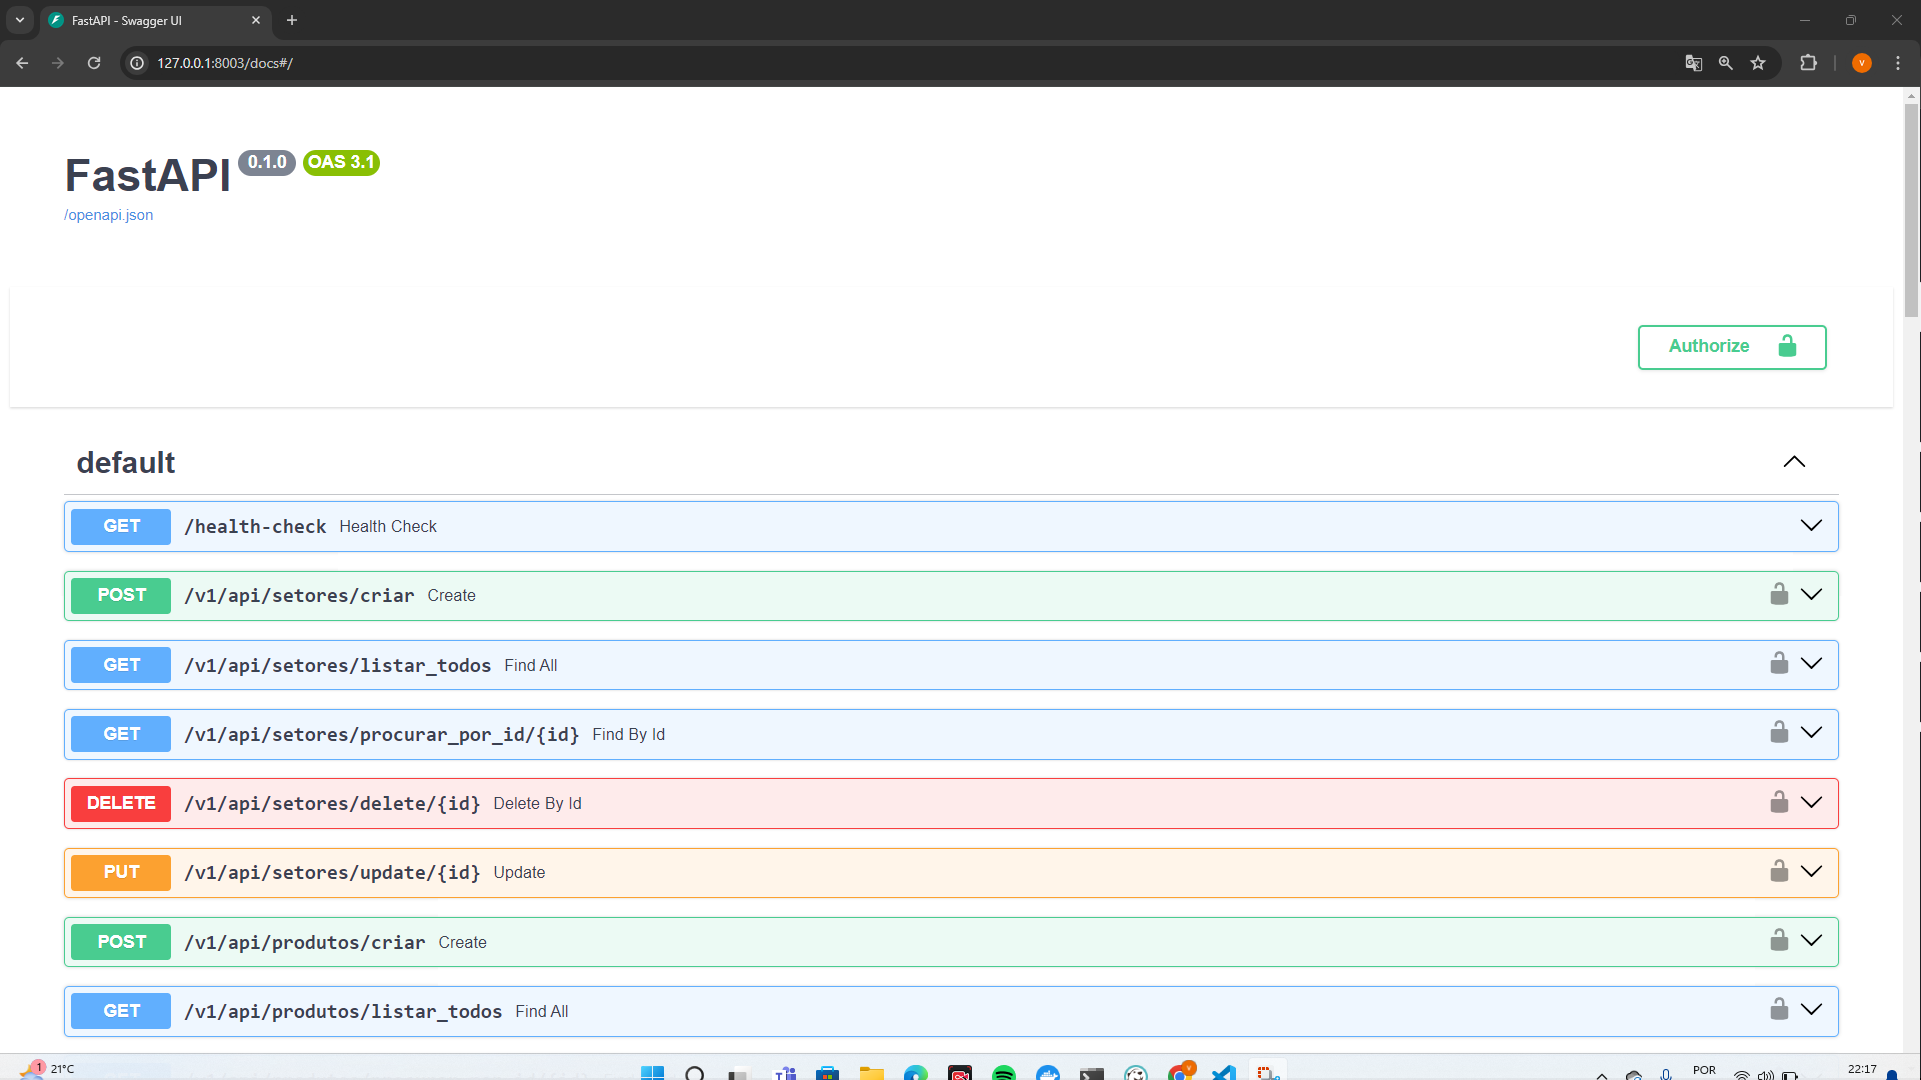 FastAPI - Swagger UI
127.0.0.1:8003/docs#/
V
FastAPI 0.1.0 OAS 3.1
/openapi.json
Authorize
default
GET /health-check Health Check
POST /v1/api/setores/criar Create
GET /v1/api/setores/listar_todos Find All
GET /v1/api/setores/procurar_por_id/{id} Find By Id
DELETE /v1/api/setores/delete/{id} Delete By Id
PUT /v1/api/setores/update/{id} Update
POST /v1/api/produtos/criar Create
GET /v1/api/produtos/listar_todos Find All
1 21°C
POR
22:17